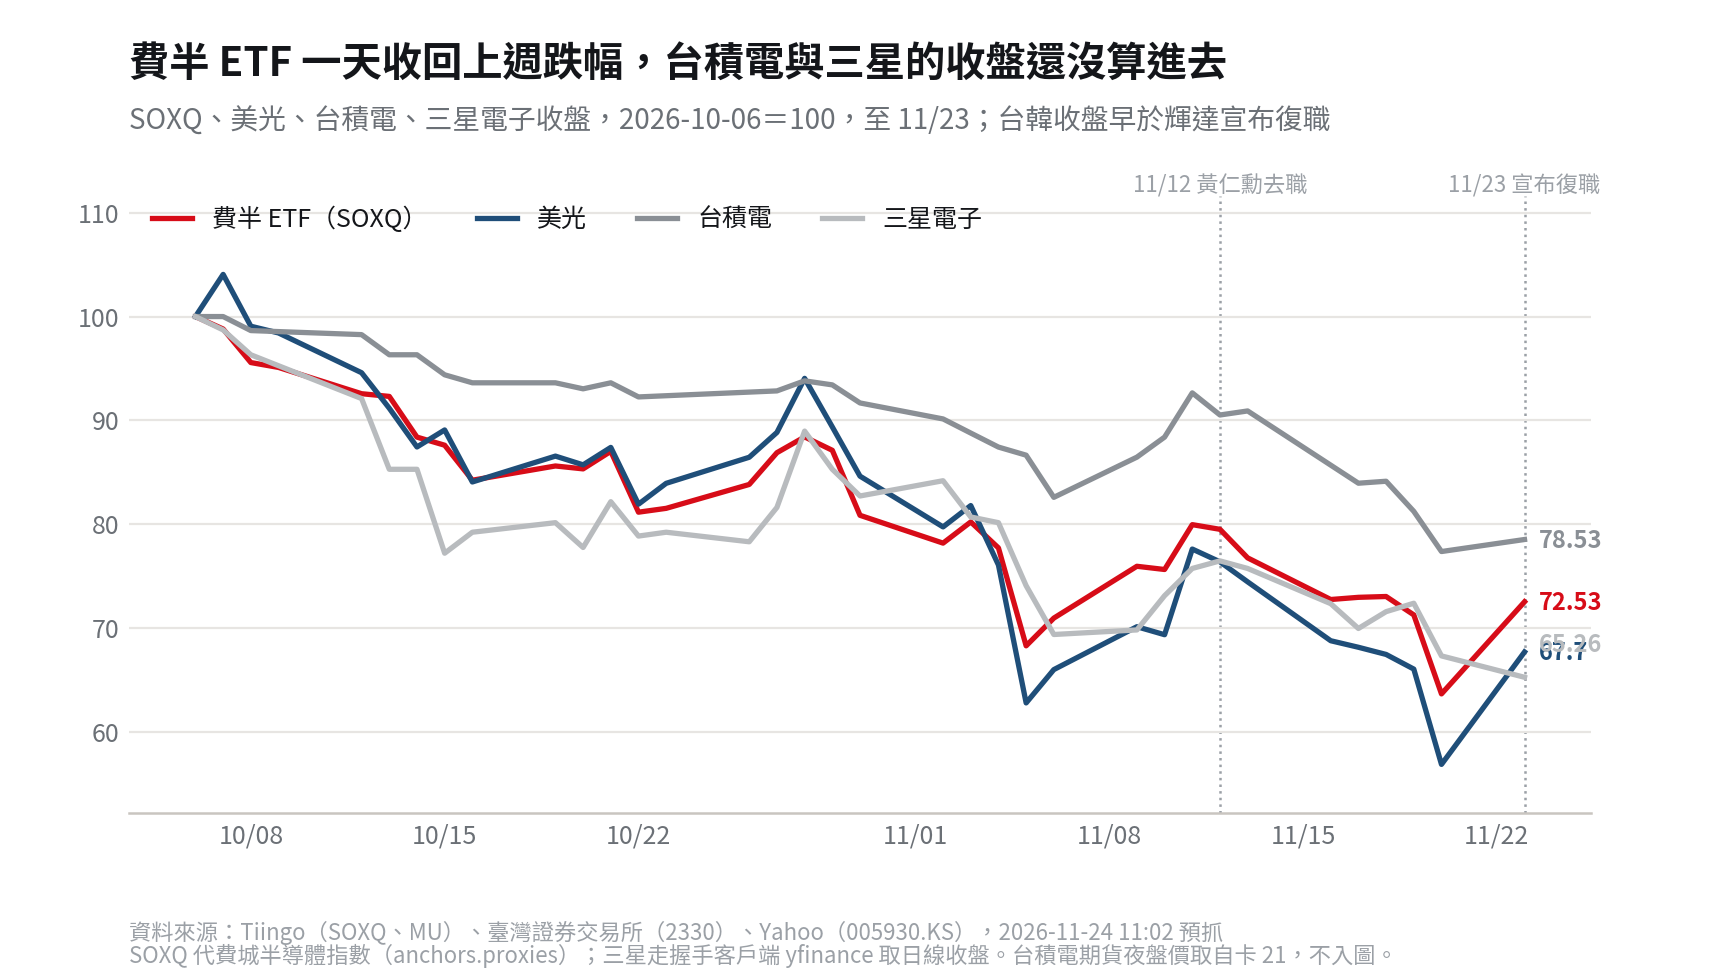 費半 ETF 一天收回上週跌幅，台積電與三星的收盤還沒算進去
SOXQ、美光、台積電、三星電子收盤，2026-10-06＝100，至 11/23；台韓收盤早於輝達宣布復職
11/12 黃仁勳去職
11/23 宣布復職
費半 ETF（SOXQ）
美光
台積電
三星電子
110
100
90
80
70
60
78.53
72.53
65.26
67.7
10/08
10/15
10/22
11/01
11/08
11/15
11/22
資料來源：Tiingo（SOXQ、MU）、臺灣證券交易所（2330）、Yahoo（005930.KS），2026-11-24 11:02 預抓
SOXQ 代費城半導體指數（anchors.proxies）；三星走握手客戶端 yfinance 取日線收盤。台積電期貨夜盤價取自卡 21，不入圖。